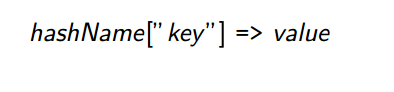 hashName[” key”] => value